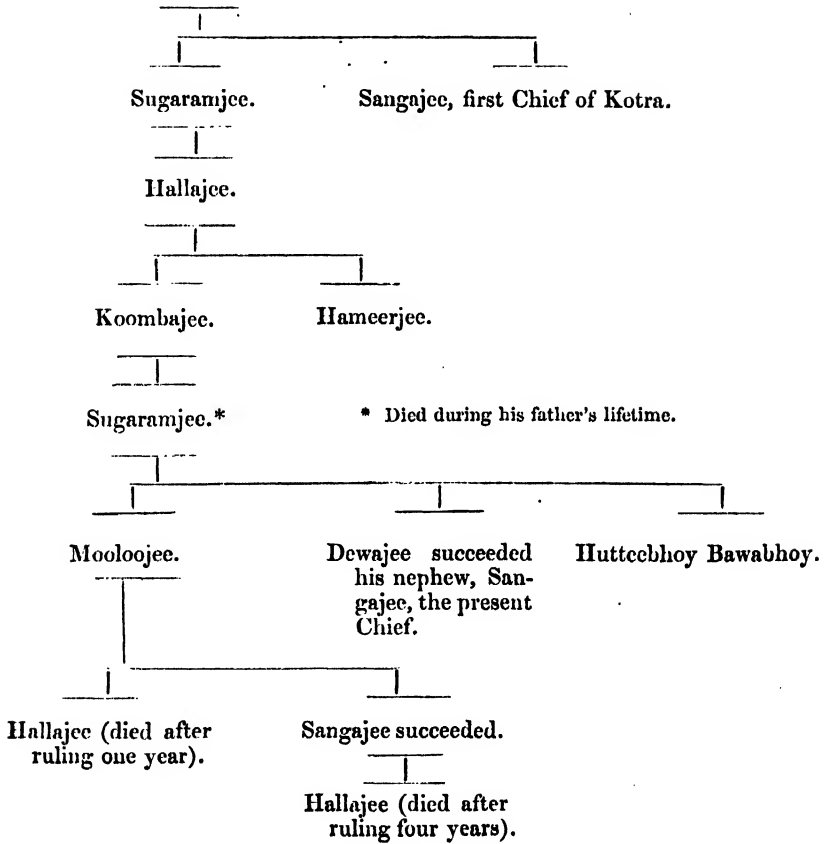 Sugaramjee.
Sangajee, first Chief of Kotra.
Hallajee.
Koombajee.
Hameerjee.
Sugaramjee.*
* Died during his father's lifetime.
Mooloojee.
Dewajee succeeded
his nephew, San-
gajee, the present
Chief.
Hutteebhoy Bawabhoy.
Hallajee (died after
ruling one year).
Sangajee succeeded.
Hallajee (died after
ruling four years).